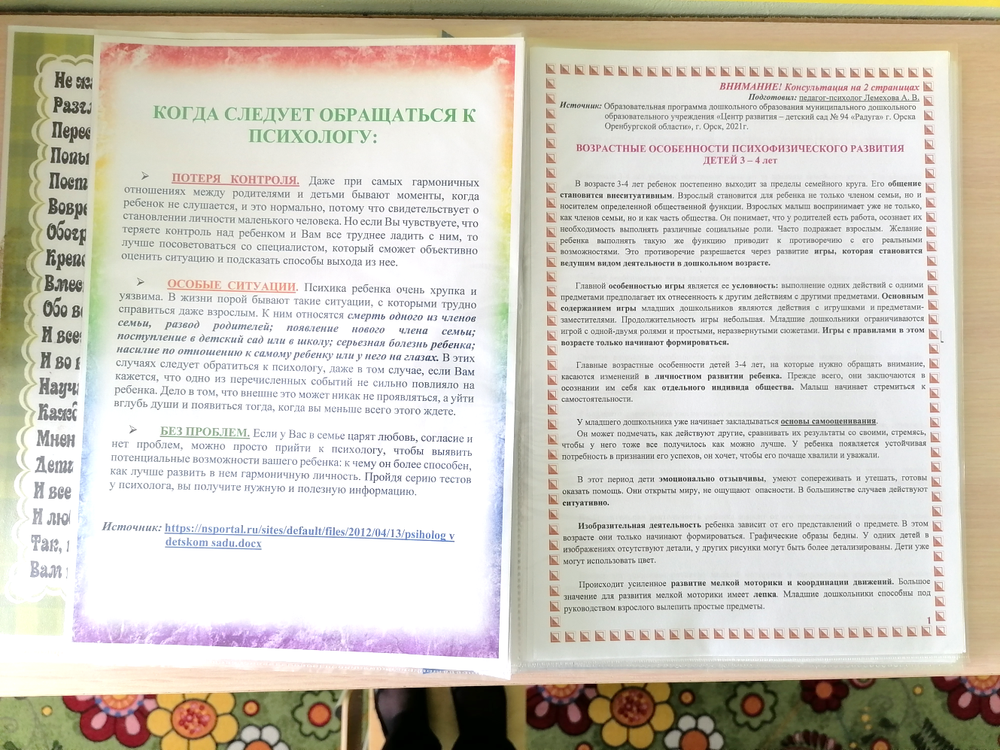 Не
Разг
Перес
Попы
Пост
Вовре
Обогр
Крепо
Вмес
Обо во
И все
И во
Научи
Кажд
Мнен
Дети
И все
И люб
Так,
Вам
КОГДА СЛЕДУЕТ ОБРАЩАТЬСЯ К
ПСИХОЛОГУ:
➢ ПОТЕРЯ КОНТРОЛЯ. Даже при самых гармоничных
отношениях между родителями и детьми бывают моменты, когда
ребенок не слушается, и это нормально, потому что свидетельствует о
становлении личности маленького человека. Но если Вы чувствуете, что
теряете контроль над ребенком и Вам все труднее ладить с ним, то
лучше посоветоваться со специалистом, который сможет объективно
оценить ситуацию и подсказать способы выхода из нее.
➢ ОСОБЫЕ СИТУАЦИИ. Психика ребенка очень хрупка и
уязвима. В жизни порой бывают такие ситуации, с которыми трудно
справиться даже взрослым. К ним относятся смерть одного из членов
семьи, развод родителей; появление нового члена семьи;
поступление в детский сад или в школу; серьезная болезнь ребенка;
насилие по отношению к самому ребенку или у него на глазах. В этих
случаях следует обратиться к психологу, даже в том случае, если Вам
кажется, что одно из перечисленных событий не сильно повлияло на
ребенка. Дело в том, что внешне это может никак не проявляться, а уйти
вглубь души и появиться тогда, когда вы меньше всего этого ждете.
➢ БЕЗ ПРОБЛЕМ. Если у Вас в семье царят любовь, согласие и
нет проблем, можно просто прийти к психологу, чтобы выявить
потенциальные возможности вашего ребенка: к чему он более способен,
как лучше развить в нем гармоничную личность. Пройдя серию тестов
у психолога, вы получите нужную и полезную информацию.
Источник: https://nsportal.ru/sites/default/files/2012/04/13/psiholog_v
detskom sadu.docx
ВНИМАНИЕ! Консультация на 2 страницах
Подготовил: педагог-психолог Лемехова А. В.
Источник: Образовательная программа дошкольного образования муниципального дошкольного
образовательного учреждения «Центр развития – детский сад № 94 «Радуга» г. Орска
Оренбургской области», г. Орск, 2021г.
ВОЗРАСТНЫЕ ОСОБЕННОСТИ ПСИХОФИЗИЧЕСКОГО РАЗВИТИЯ
ДЕТЕЙ 3 – 4 лет
В возрасте 3-4 лет ребенок постепенно выходит за пределы семейного круга. Его общение
становится внеситуативным. Взрослый становится для ребенка не только членом семьи, но и
носителем определенной общественной функции. Взрослых малыш воспринимает уже не только,
как членов семьи, но и как часть общества. Он понимает, что у родителей есть работа, осознает их
необходимость выполнять различные социальные роли. Часто подражает взрослым. Желание
ребенка выполнять такую же функцию приводит к противоречию с его реальными
возможностями. Это противоречие разрешается через развитие игры, которая становится
ведущим видом деятельности в дошкольном возрасте.
Главной особенностью игры является ее условность: выполнение одних действий с одними
предметами предполагает их отнесенность к другим действиям с другими предметами. Основным
содержанием игры младших дошкольников являются действия с игрушками и предметами-
заместителями. Продолжительность игры небольшая. Младшие дошкольники ограничиваются
игрой с одной-двумя ролями и простыми, неразвернутыми сюжетами. Игры с правилами в этом
возрасте только начинают формироваться.
Главные возрастные особенности детей 3-4 лет, на которые нужно обращать внимание,
касаются изменений в личностном развитии ребенка. Прежде всего, они заключаются в
осознании им себя как отдельного индивида общества. Малыш начинает стремиться к
самостоятельности.
У младшего дошкольника уже начинает закладываться основы самооценивания.
Он может подмечать, как действуют другие, сравнивать их результаты со своими, стремясь,
чтобы у него тоже все получилось как можно лучше. У ребенка появляется устойчивая
потребность в признании его успехов, он хочет, чтобы его почаще хвалили и уважали.
В этот период дети эмоционально отзывчивы, умеют сопереживать и утешать, готовы
оказать помощь. Они открыты миру, не ощущают опасности. В большинстве случаев действуют
ситуативно.
Изобразительная деятельность ребенка зависит от его представлений о предмете. В этом
возрасте они только начинают формироваться. Графические образы бедны. У одних детей в
изображениях отсутствуют детали, у других рисунки могут быть более детализированы. Дети уже
могут использовать цвет.
Происходит усиленное развитие мелкой моторики и координации движений. Большое
значение для развития мелкой моторики имеет лепка. Младшие дошкольники способны под
руководством взрослого вылепить простые предметы.
1